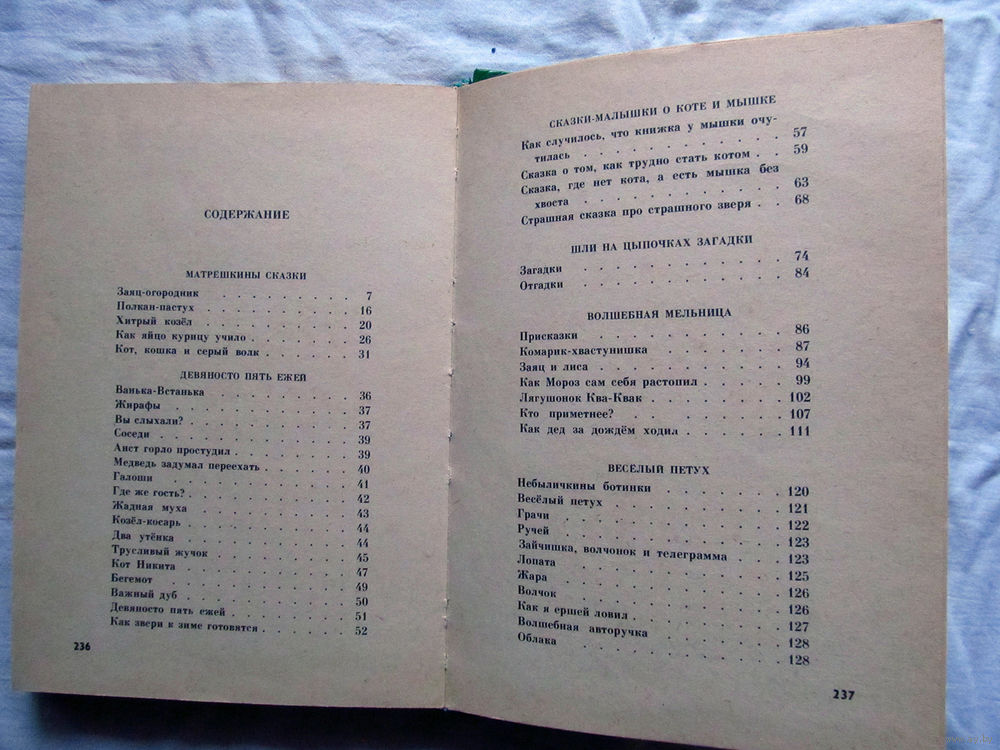 СОДЕРЖАНИЕ
МАТРЕШКИНЫ СКАЗКИ
Заяц-огородник . . . . . . . . . 7
Полкан-пастух . . . . . . . . . 16
Хитрый козёл . . . . . . . . . 20
Как яйцо курицу учило . . . . . . . 26
Кот, кошка и серый волк . . . . . . . 31
ДЕВЯНОСТО ПЯТЬ ЕЖЕЙ
Ванька-Встанька . . . . . . . . . 36
Жирафы . . . . . . . . . . 37
Вы слыхали? . . . . . . . . . 37
Соседи . . . . . . . . . . 39
Аист горло простудил . . . . . . . . 39
Медведь задумал переехать . . . . . . 40
Галоши . . . . . . . . . . 41
Где же гость? . . . . . . . . . 42
Жадная муха . . . . . . . . . 43
Козёл-косарь . . . . . . . . . 44
Два утёнка . . . . . . . . . 44
Трусливый жучок . . . . . . . . 45
Кот Никита . . . . . . . . . 47
Бегемот . . . . . . . . . . 49
Важный дуб . . . . . . . . . 50
Девяносто пять ежей . . . . . . . . 51
Как звери к зиме готовятся . . . . . . 52
236
СКАЗКИ-МАЛЫШКИ О КОТЕ И МЫШКЕ
Как случилось, что книжка у мышки очу-
тилась . . . . . . . . . . 57
Сказка о том, как трудно стать котом . . 59
Сказка, где нет кота, а есть мышка без
хвоста . . . . . . . . . . 63
Страшная сказка про страшного зверя . . 68
ШЛИ НА ЦЫПОЧКАХ ЗАГАДКИ
Загадки . . . . . . . . . . 74
Отгадки . . . . . . . . . . 84
ВОЛШЕБНАЯ МЕЛЬНИЦА
Присказки . . . . . . . . . 86
Комарик-хвастунишка . . . . . . . 87
Заяц и лиса . . . . . . . . . 94
Как Мороз сам себя растопил . . . . . 99
Лягушонок Ква-Квак . . . . . . . 102
Кто приметнее? . . . . . . . . 107
Как дед за дождём ходил . . . . . . 111
ВЕСЁЛЫЙ ПЕТУХ
Небыличкины ботинки . . . . . . . 120
Весёлый петух . . . . . . . . 121
Грачи . . . . . . . . . . 122
Ручей . . . . . . . . . . 123
Зайчишка, волчонок и телеграмма . . . . 123
Лопата . . . . . . . . . . 125
Жара . . . . . . . . . . 126
Волчок . . . . . . . . . . 126
Как я ершей ловил . . . . . . . 127
Волшебная авторучка . . . . . . . 128
Облака . . . . . . . . . . 128
237